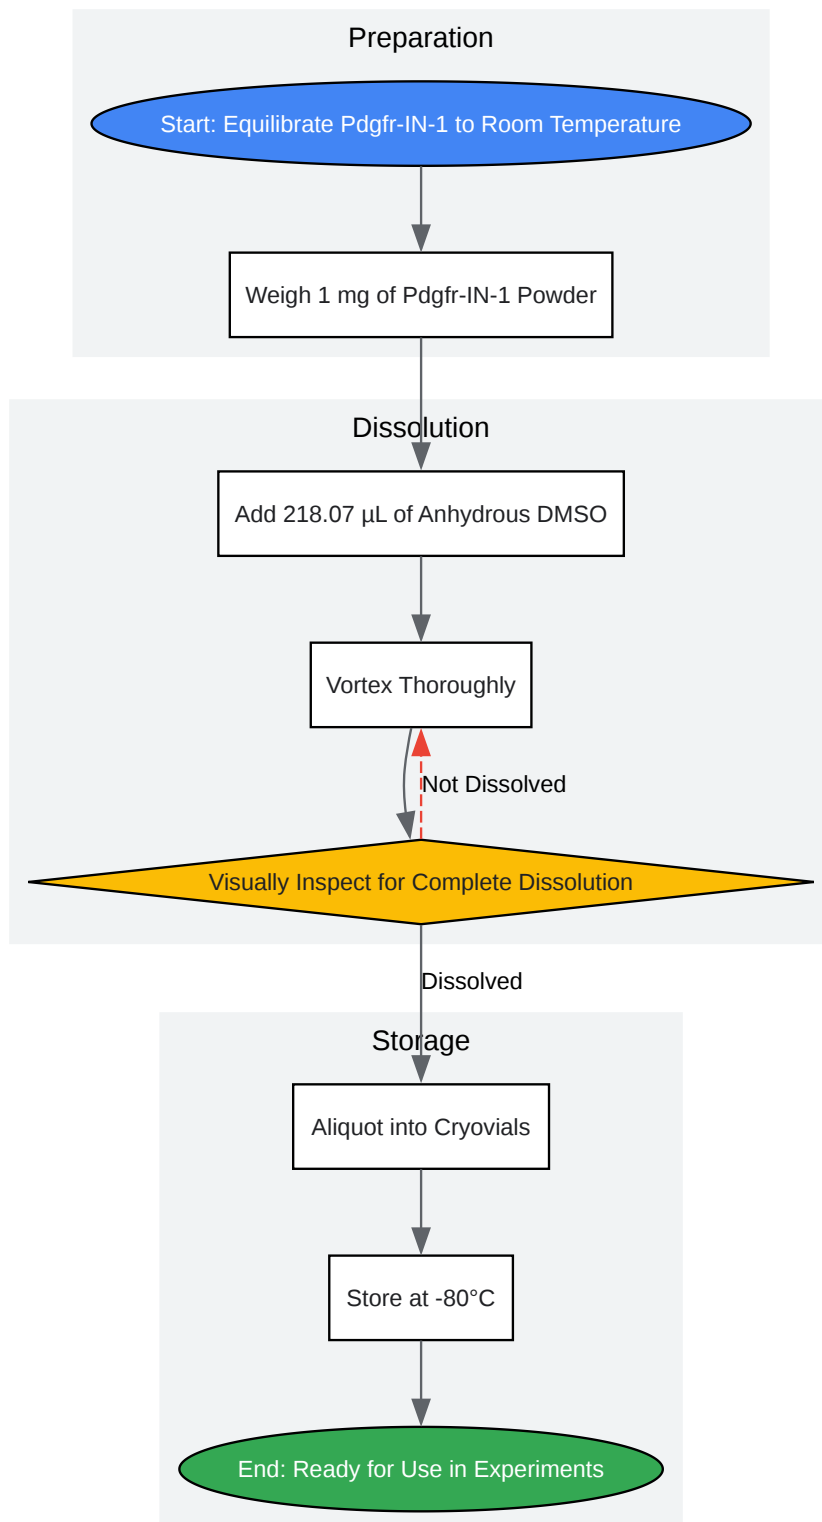 Preparation
Start: Equilibrate Pdgfr-IN-1 to Room Temperature
Weigh 1 mg of Pdgfr-IN-1 Powder
Dissolution
Add 218.07 µL of Anhydrous DMSO
Vortex Thoroughly
Not Dissolved
Visually Inspect for Complete Dissolution
Dissolved
Storage
Aliquot into Cryovials
Store at -80°C
End: Ready for Use in Experiments